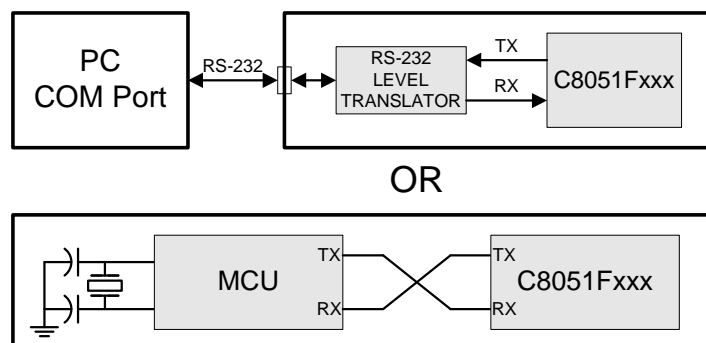 PC
COM Port
RS-232
RS-232
LEVEL
TRANSLATOR
TX
RX
C8051Fxxx
OR
MCU
TX
RX
TX
RX
C8051Fxxx